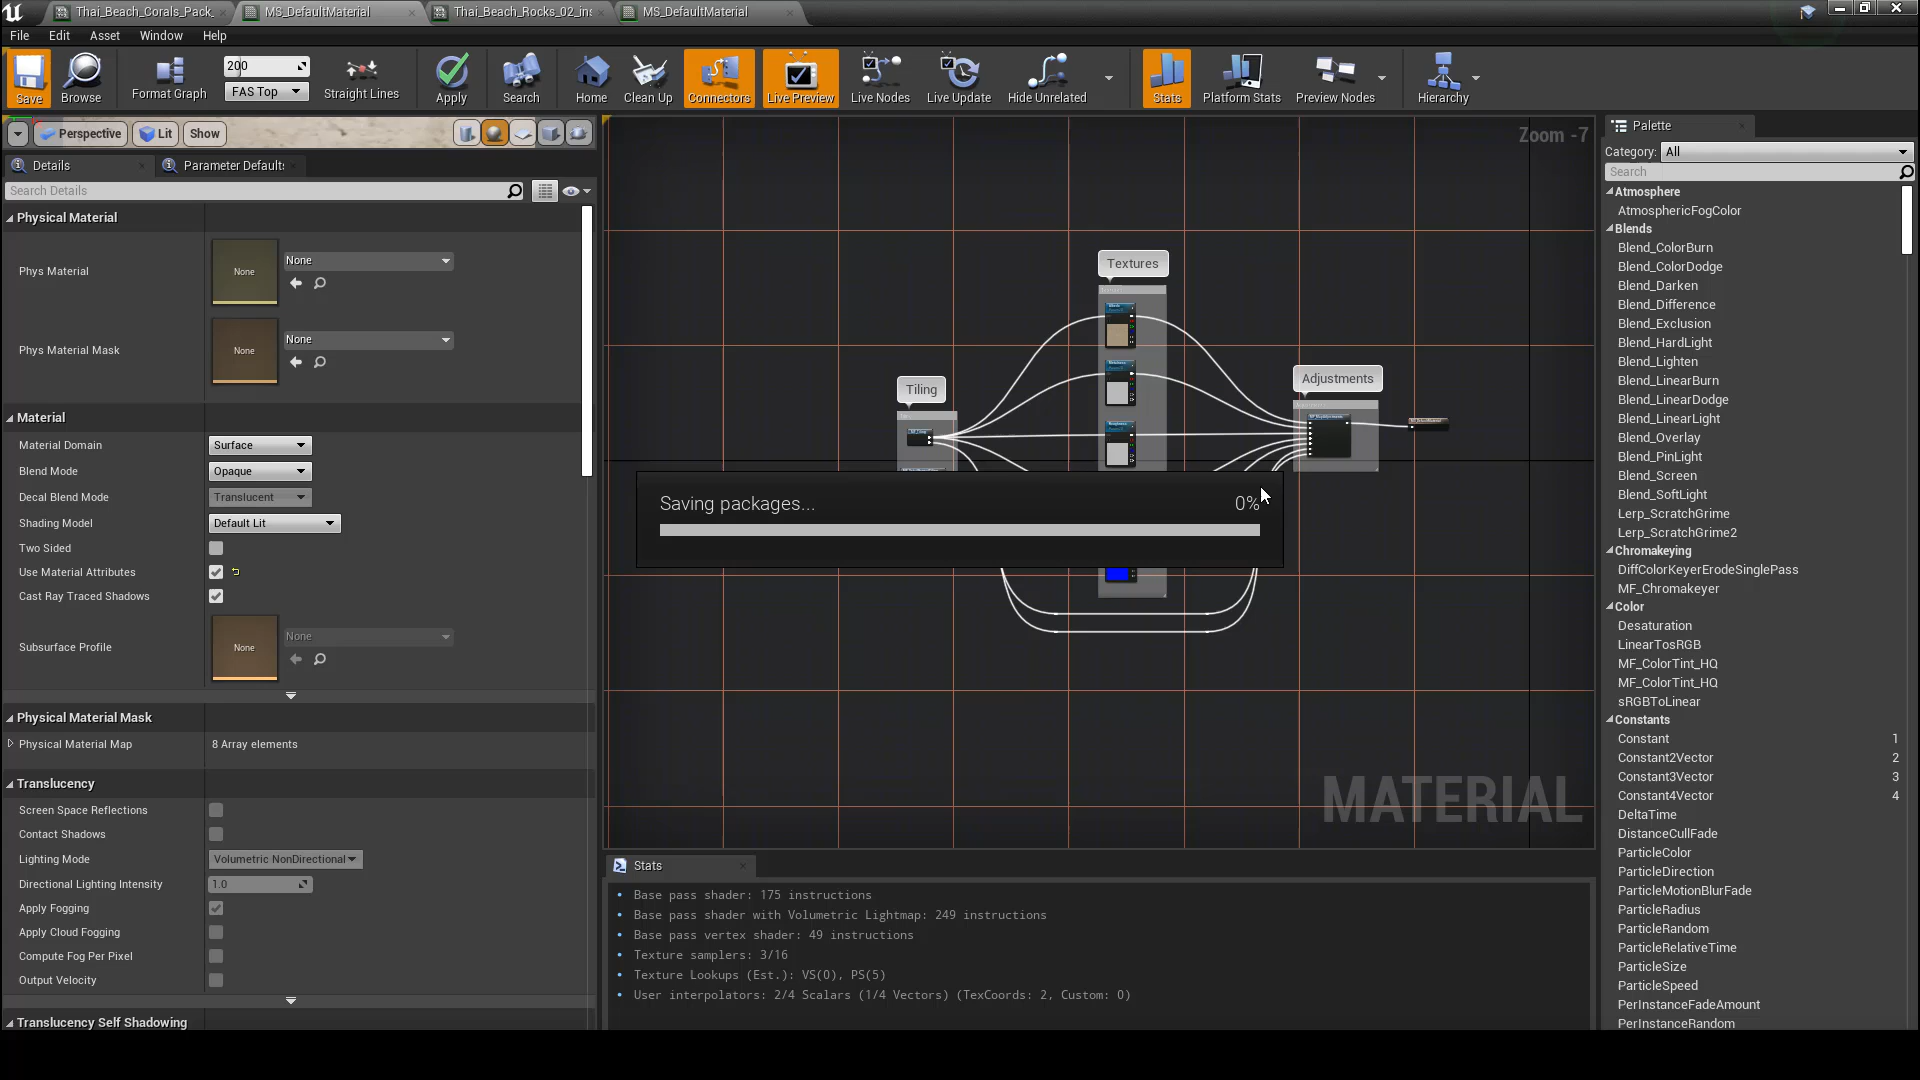 Thai_Beach_Corals_Pack_
MS_DefaultMaterial
Thai_Beach_Rocks_02_ins
MS_DefaultMaterial
File Edit Asset Window Help
Save
Browse
Format Graph
200
FAS Top
Straight Lines
Apply
Search
Home
Clean Up
Connectors
Live Preview
Live Nodes
Live Update
Hide Unrelated
Stats
Platform Stats
Preview Nodes
Hierarchy
Perspective
Lit
Show
Details
Parameter Defaults
Search Details
Physical Material
Phys Material
None
None
Phys Material Mask
None
None
Material
Material Domain
Surface
Blend Mode
Opaque
Decal Blend Mode
Translucent
Shading Model
Default Lit
Two Sided
Use Material Attributes
Cast Ray Traced Shadows
Subsurface Profile
None
None
Physical Material Mask
Physical Material Map
8 Array elements
Translucency
Screen Space Reflections
Contact Shadows
Lighting Mode
Volumetric NonDirectional
Directional Lighting Intensity
1.0
Apply Fogging
Apply Cloud Fogging
Compute Fog Per Pixel
Output Velocity
Translucency Self Shadowing
Zoom -7
Textures
Tiling
Adjustments
Saving packages...
0%
MATERIAL
Stats
• Base pass shader: 175 instructions
• Base pass shader with Volumetric Lightmap: 249 instructions
• Base pass vertex shader: 49 instructions
• Texture samplers: 3/16
• Texture Lookups (Est.): VS(0), PS(5)
• User interpolators: 2/4 Scalars (1/4 Vectors) (TexCoords: 2, Custom: 0)
Palette
Category: All
Search
Atmosphere
AtmosphericFogColor
Blends
Blend_ColorBurn
Blend_ColorDodge
Blend_Darken
Blend_Difference
Blend_Exclusion
Blend_HardLight
Blend_Lighten
Blend_LinearBurn
Blend_LinearDodge
Blend_LinearLight
Blend_Overlay
Blend_PinLight
Blend_Screen
Blend_SoftLight
Lerp_ScratchGrime
Lerp_ScratchGrime2
Chromakeying
DiffColorKeyerErodeSinglePass
MF_Chromakeyer
Color
Desaturation
LinearTosRGB
MF_ColorTint_HQ
MF_ColorTint_HQ
sRGBToLinear
Constants
Constant 1
Constant2Vector 2
Constant3Vector 3
Constant4Vector 4
DeltaTime
DistanceCullFade
ParticleColor
ParticleDirection
ParticleMotionBlurFade
ParticleRadius
ParticleRandom
ParticleRelativeTime
ParticleSize
ParticleSpeed
PerInstanceFadeAmount
PerInstanceRandom